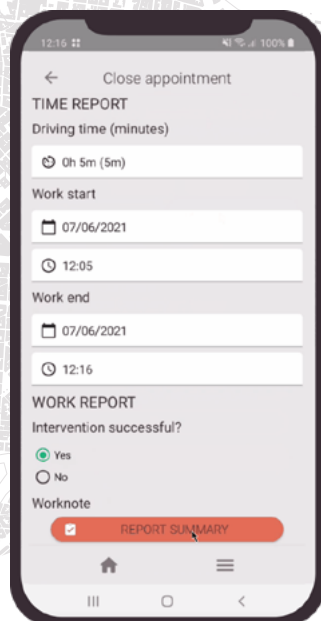 12:16 100%
Close appointment
TIME REPORT
Driving time (minutes)
0h 5m (5m)
Work start
07/06/2021
12:05
Work end
07/06/2021
12:16
WORK REPORT
Intervention successful?
Yes
No
Worknote
REPORT SUMMARY